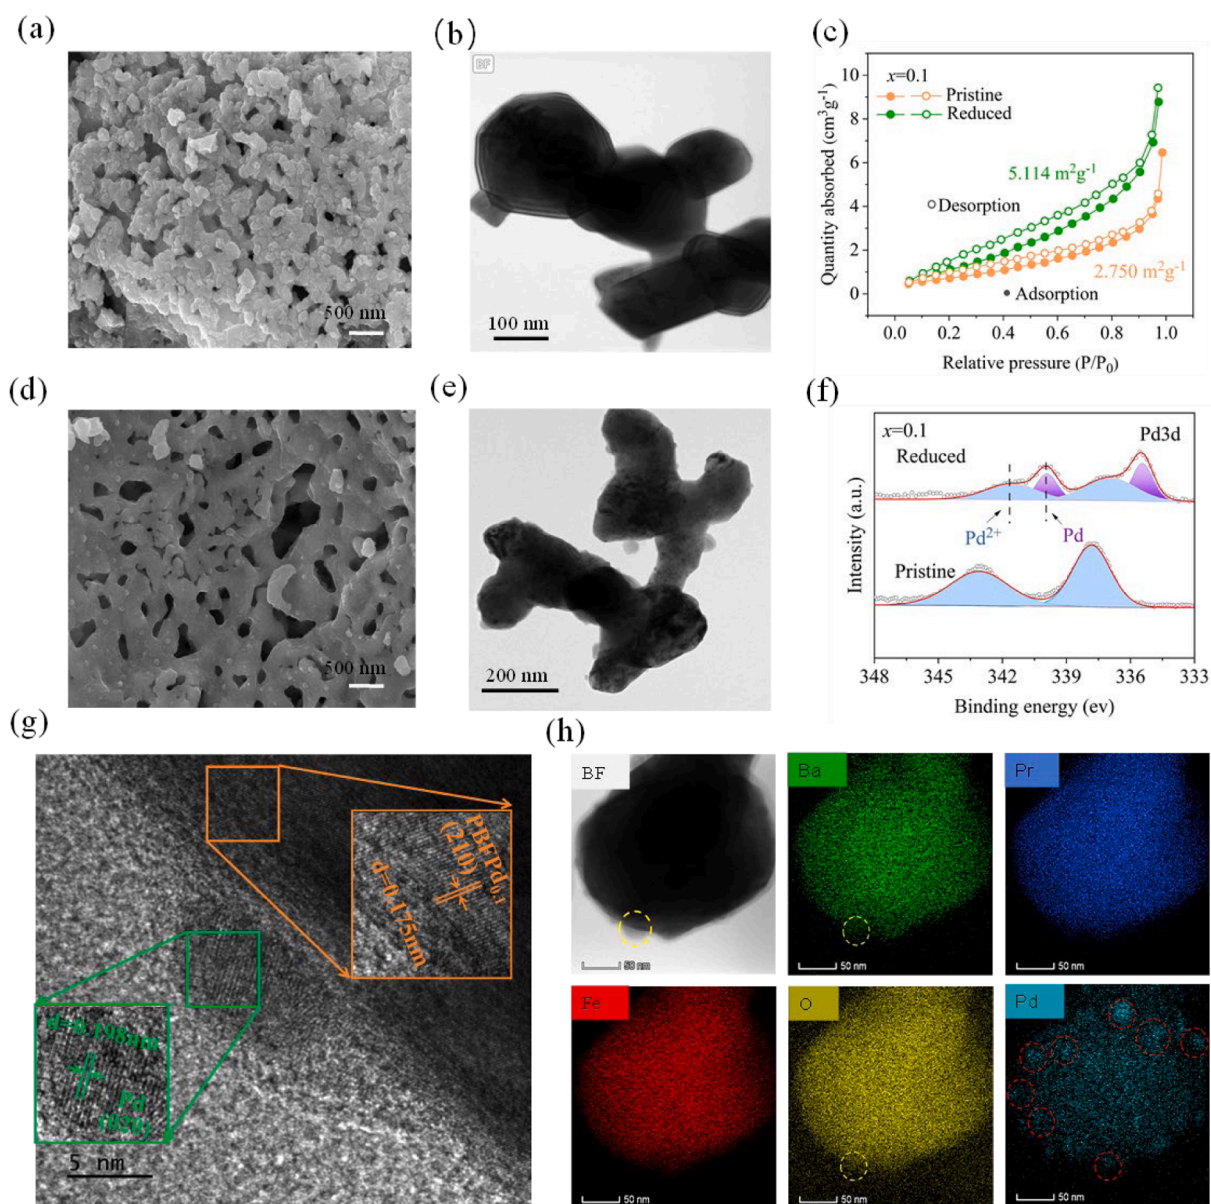 (a)
500 nm
(b)
BF
100 nm
(c)
Quantity absorbed (cm³g⁻¹)
10
8
6
4
2
0
x=0.1
Pristine
Reduced
5.114 m²g⁻¹
Desorption
2.750 m²g⁻¹
Adsorption
0.0 0.2 0.4 0.6 0.8 1.0
Relative pressure (P/P₀)
(d)
500 nm
(e)
200 nm
(f)
Intensity (a.u.)
x=0.1
Reduced
Pd3d
Pd²⁺
Pd
Pristine
348 345 342 339 336 333
Binding energy (ev)
(g)
PBFPd₀.₁
(210)
d=0.175nm
d=0.198nm
Pd
(020)
5 nm
(h)
BF
50 nm
Ba
50 nm
Pr
50 nm
Fe
50 nm
O
50 nm
Pd
50 nm